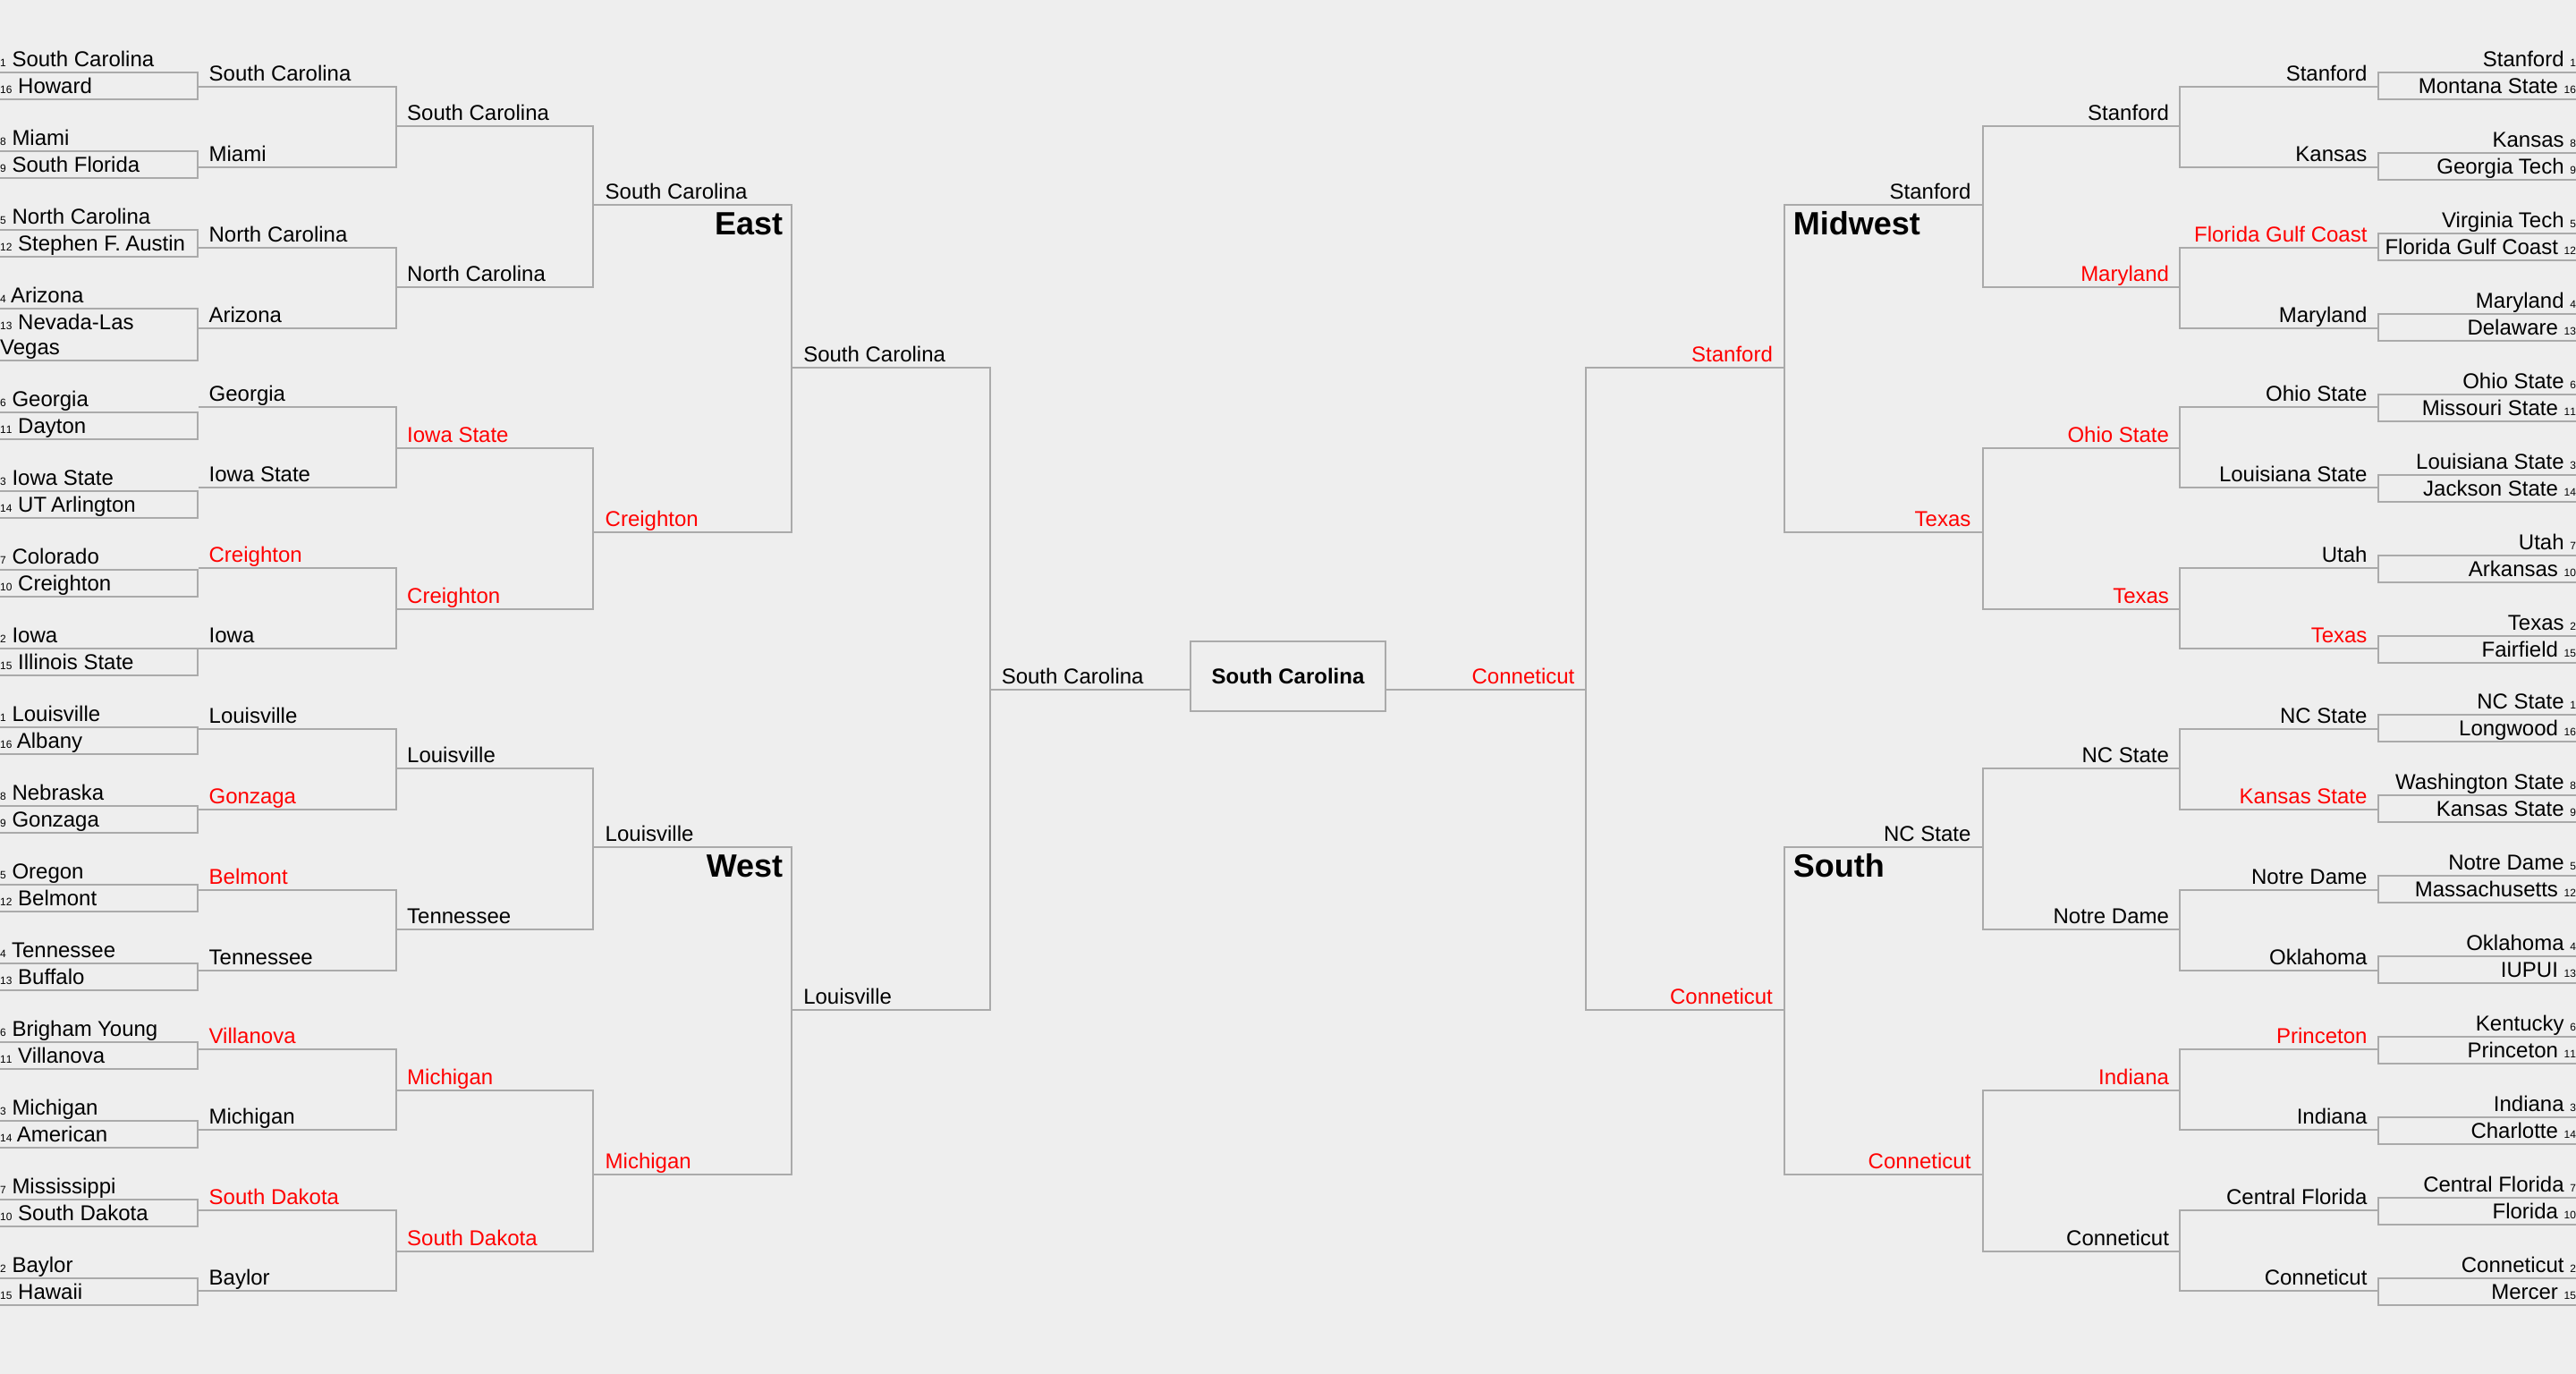 1 South Carolina
16 Howard
8 Miami
9 South Florida
5 North Carolina
12 Stephen F. Austin
4 Arizona
13 Nevada-Las
Vegas
6 Georgia
11 Dayton
3 Iowa State
14 UT Arlington
7 Colorado
10 Creighton
2 Iowa
15 Illinois State
1 Louisville
16 Albany
8 Nebraska
9 Gonzaga
5 Oregon
12 Belmont
4 Tennessee
13 Buffalo
6 Brigham Young
11 Villanova
3 Michigan
14 American
7 Mississippi
10 South Dakota
2 Baylor
15 Hawaii
South Carolina
Miami
North Carolina
Arizona
Georgia
Iowa State
Creighton
Iowa
Louisville
Gonzaga
Belmont
Tennessee
Villanova
Michigan
South Dakota
Baylor
South Carolina
North Carolina
Iowa State
Creighton
Louisville
Tennessee
Michigan
South Dakota
South Carolina
East
Creighton
Louisville
West
Michigan
South Carolina
Louisville
South Carolina
South Carolina
Conneticut
Stanford
Conneticut
Stanford
Midwest
Texas
NC State
South
Conneticut
Stanford
Maryland
Ohio State
Texas
NC State
Notre Dame
Indiana
Conneticut
Stanford
Kansas
Florida Gulf Coast
Maryland
Ohio State
Louisiana State
Utah
Texas
NC State
Kansas State
Notre Dame
Oklahoma
Princeton
Indiana
Central Florida
Conneticut
Stanford 1
Montana State 16
Kansas 8
Georgia Tech 9
Virginia Tech 5
Florida Gulf Coast 12
Maryland 4
Delaware 13
Ohio State 6
Missouri State 11
Louisiana State 3
Jackson State 14
Utah 7
Arkansas 10
Texas 2
Fairfield 15
NC State 1
Longwood 16
Washington State 8
Kansas State 9
Notre Dame 5
Massachusetts 12
Oklahoma 4
IUPUI 13
Kentucky 6
Princeton 11
Indiana 3
Charlotte 14
Central Florida 7
Florida 10
Conneticut 2
Mercer 15